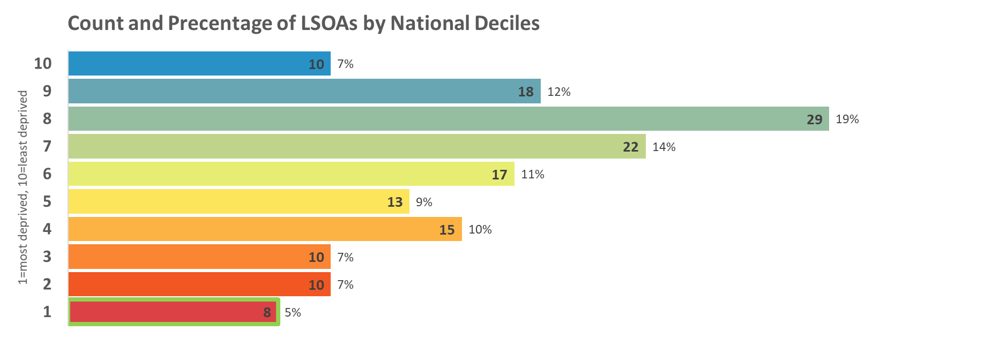 Count and Precentage of LSOAs by National Deciles
1=most deprived, 10=least deprived
10 10 7%
9 18 12%
8 29 19%
7 22 14%
6 17 11%
5 13 9%
4 15 10%
3 10 7%
2 10 7%
1 8 5%